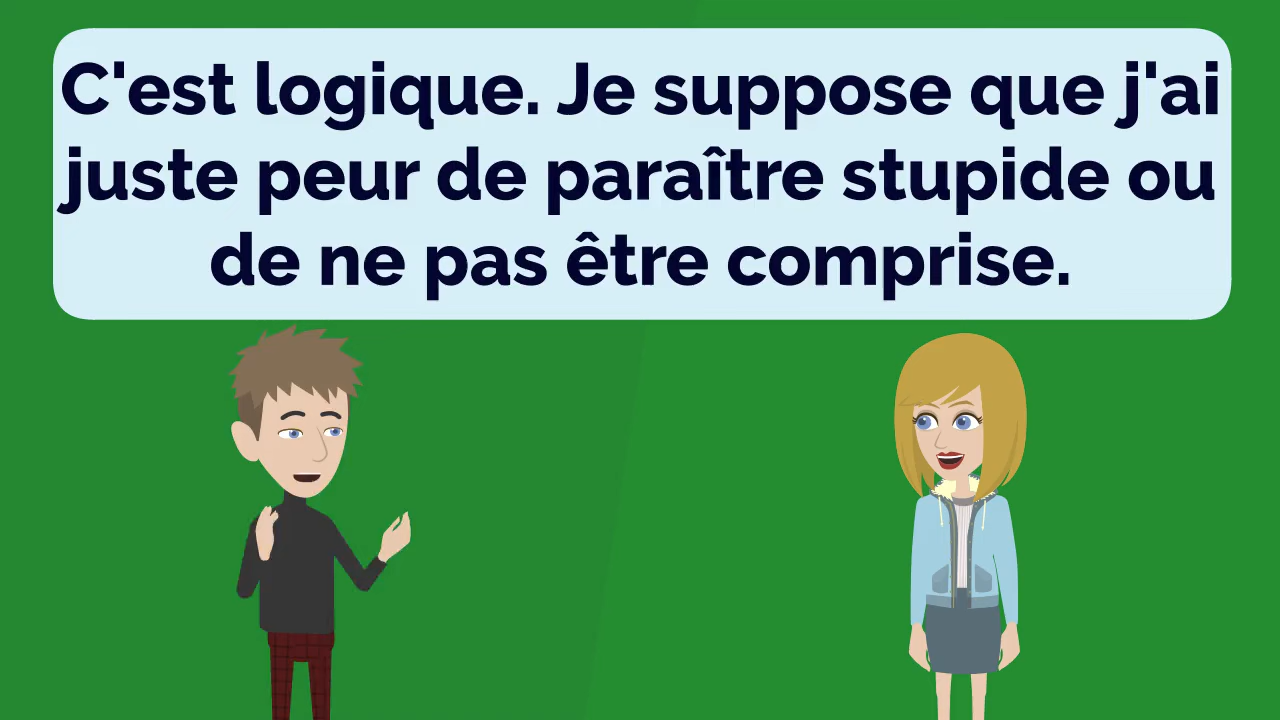 C'est logique. Je suppose que j'ai
juste peur de paraître stupide ou
de ne pas être comprise.